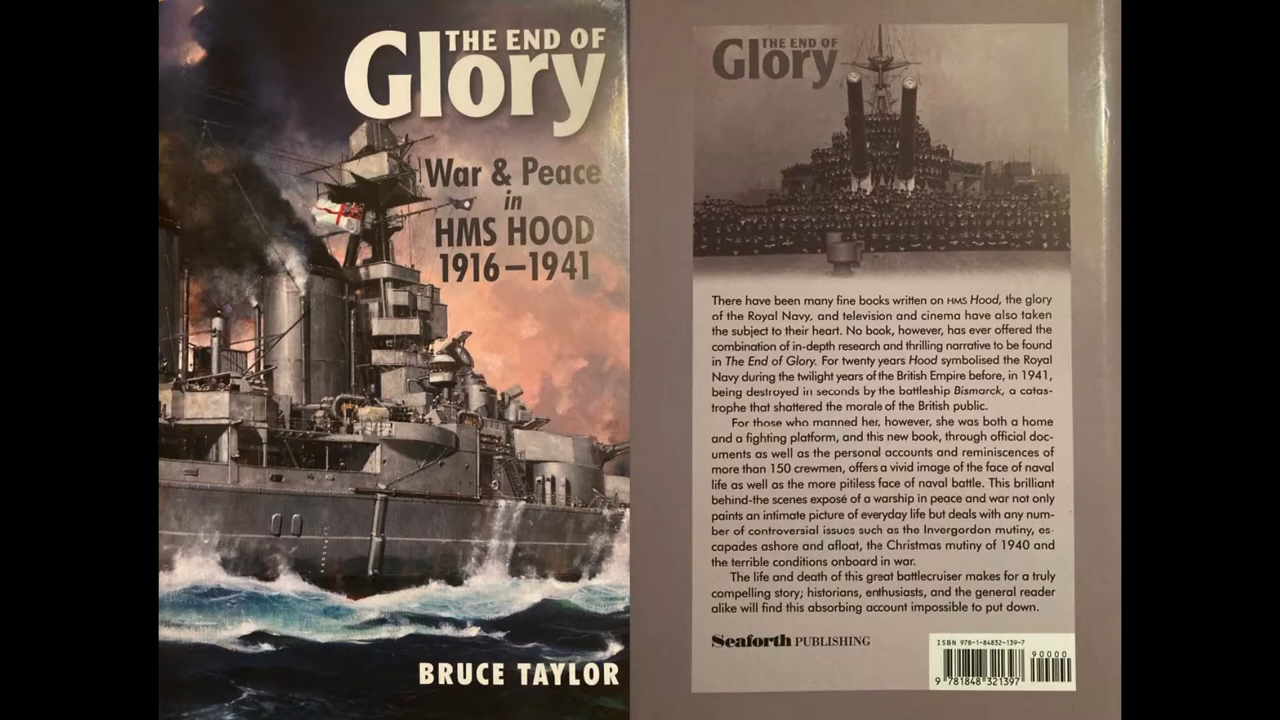 THE END OF
Glory
War & Peace
in
HMS HOOD
1916–1941
BRUCE TAYLOR
THE END OF
Glory
There have been many fine books written on HMS Hood, the glory
of the Royal Navy, and television and cinema have also taken
the subject to their heart. No book, however, has ever offered the
combination of in-depth research and thrilling narrative to be found
in The End of Glory. For twenty years Hood symbolised the Royal
Navy during the twilight years of the British Empire before, in 1941,
being destroyed in seconds by the battleship Bismarck, a catas-
trophe that shattered the morale of the British public.
For those who manned her, however, she was both a home
and a fighting platform, and this new book, through official doc-
uments as well as the personal accounts and reminiscences of
more than 150 crewmen, offers a vivid image of the face of naval
life as well as the more pitiless face of naval battle. This brilliant
behind-the scenes exposé of a warship in peace and war not only
paints an intimate picture of everyday life but deals with any num-
ber of controversial issues such as the Invergordon mutiny, es-
capades ashore and afloat, the Christmas mutiny of 1940 and
the terrible conditions onboard in war.
The life and death of this great battlecruiser makes for a truly
compelling story; historians, enthusiasts, and the general reader
alike will find this absorbing account impossible to put down.
Seaforth PUBLISHING
ISBN 978-1-84832-139-7
90000
9 781848 321397